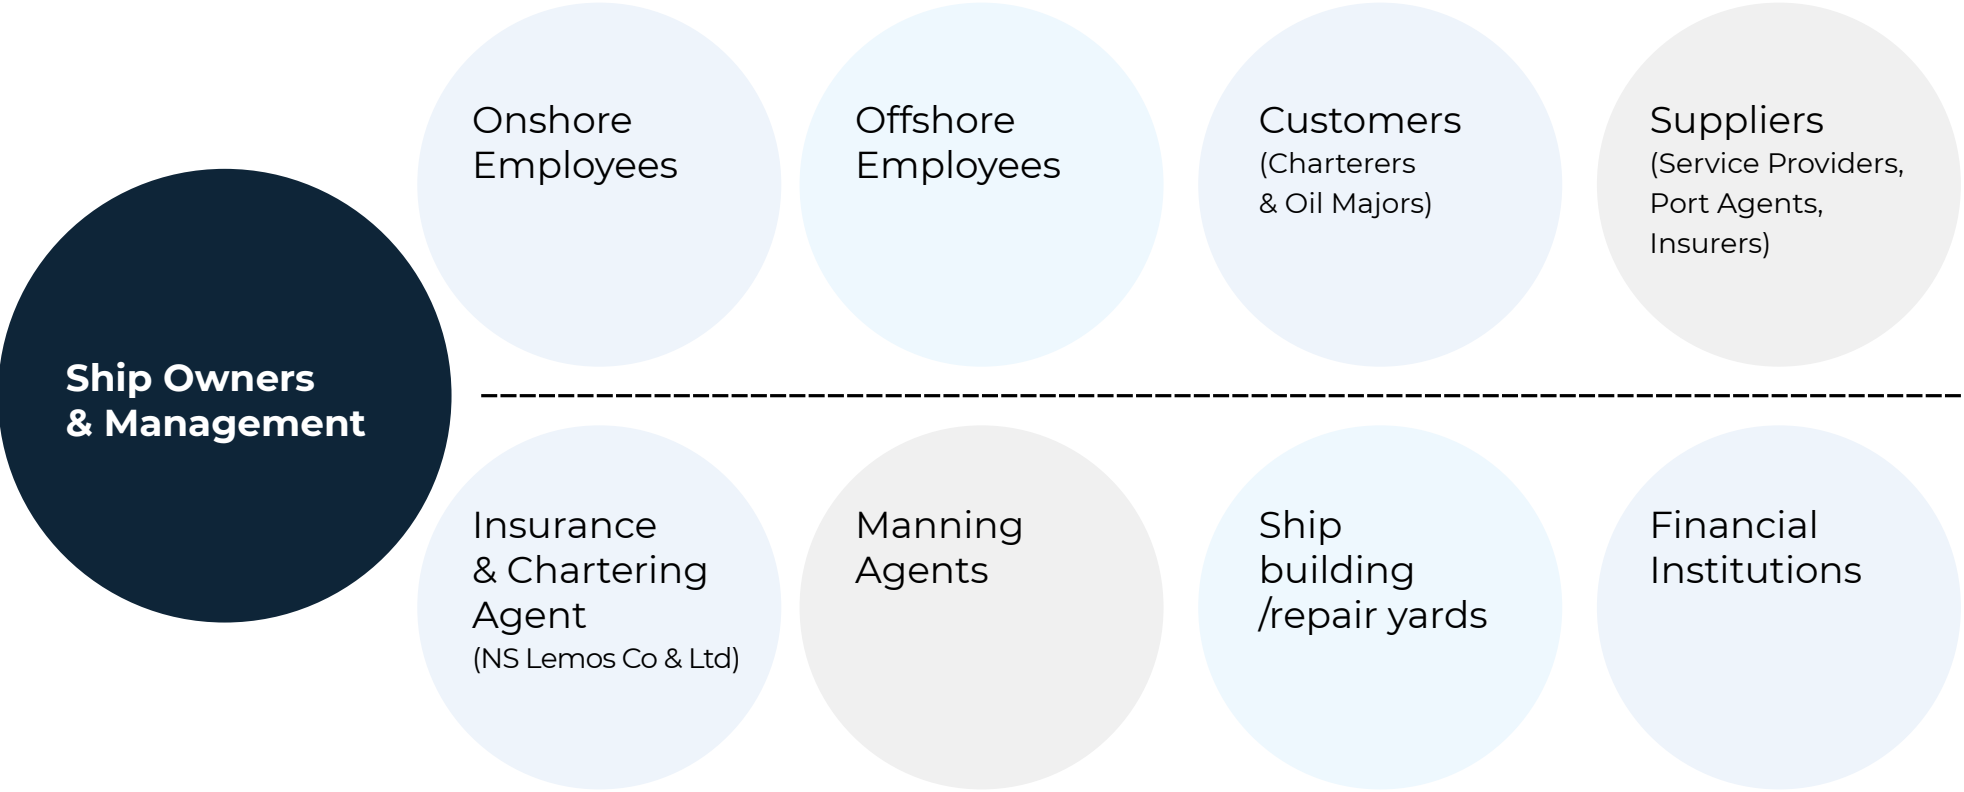 Ship Owners
& Management
Onshore
Employees
Offshore
Employees
Customers
(Charterers
& Oil Majors)
Suppliers
(Service Providers,
Port Agents,
Insurers)
Insurance
& Chartering
Agent
(NS Lemos Co & Ltd)
Manning
Agents
Ship
building
/repair yards
Financial
Institutions